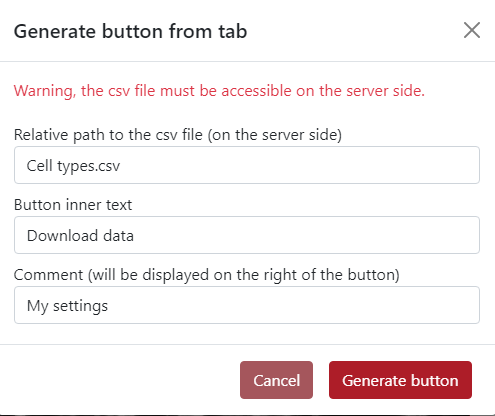 Generate button from tab
Warning, the csv file must be accessible on the server side.
Relative path to the csv file (on the server side)
Cell types.csv
Button inner text
Download data
Comment (will be displayed on the right of the button)
My settings
Cancel
Generate button